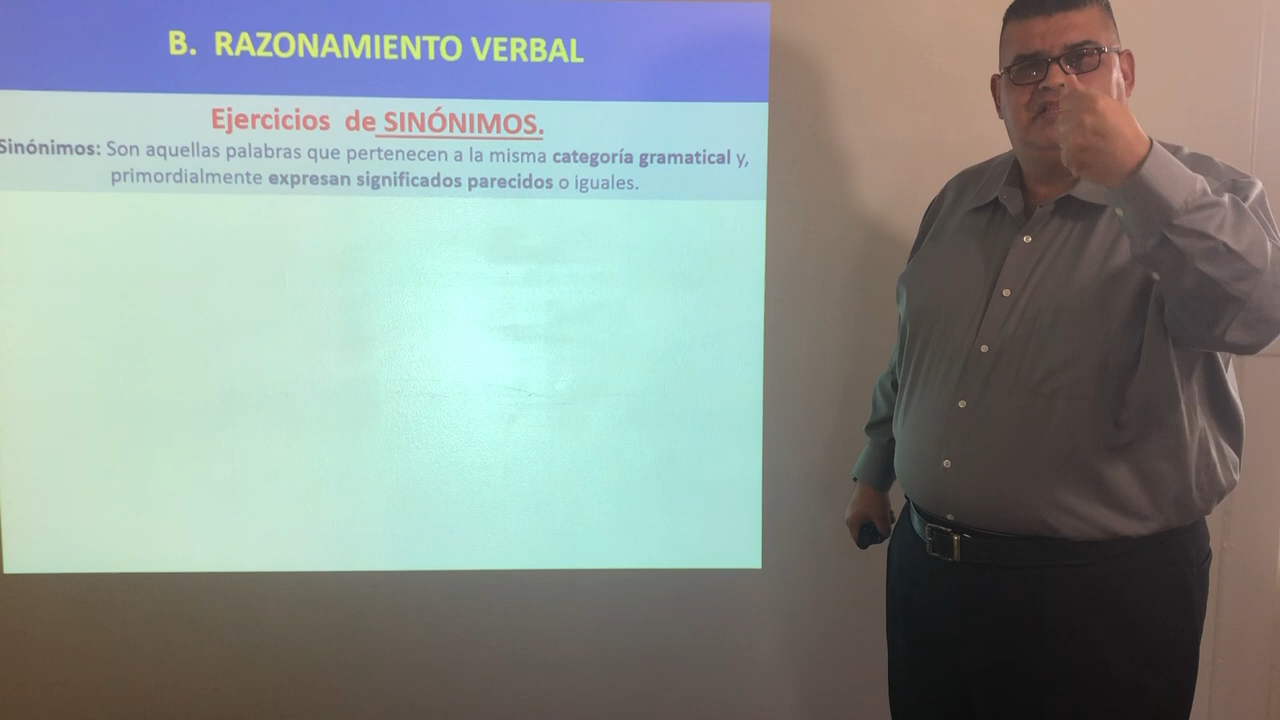 B. RAZONAMIENTO VERBAL
Ejercicios de SINÓNIMOS.
Sinónimos: Son aquellas palabras que pertenecen a la misma categoría gramatical y,
primordialmente expresan significados parecidos o iguales.